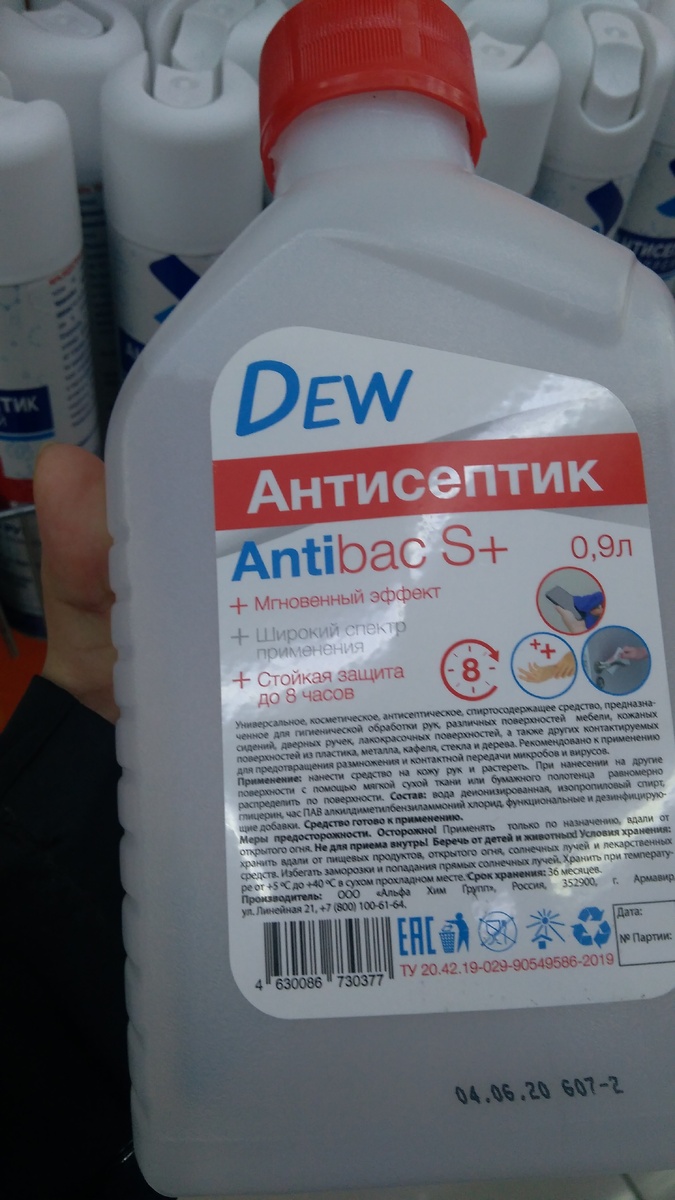 DEW
Антисептик
Antibac S+
0,9л
+ Мгновенный эффект
+ Широкий спектр
применения
+ Стойкая защита
до 8 часов
8
Универсальное, косметическое, антисептическое, спиртосодержащее средство, предназна-
ченное для гигиенической обработки рук, различных поверхностей мебели, кожаных
сидений, дверных ручек, лакокрасочных поверхностей, а также других контактируемых
поверхностей из пластика, металла, кафеля, стекла и дерева. Рекомендовано к применению
для предотвращения размножения и контактной передачи микробов и вирусов.
Применение: нанести средство на кожу рук и растереть. При нанесении на другие
поверхности с помощью мягкой сухой ткани или бумажного полотенца равномерно
распределить по поверхности. Состав: вода деионизированная, изопропиловый спирт,
глицерин, час ПАВ алкилдиметилбензиламмоний хлорид, функциональные и дезинфицирую-
щие добавки. Средство готово к применению.
Меры предосторожности. Осторожно! Применять только по назначению, вдали от
открытого огня. Не для приема внутрь! Беречь от детей и животных! Условия хранения:
хранить вдали от пищевых продуктов, открытого огня, солнечных лучей и лекарственных
средств. Избегать заморозки и попадания прямых солнечных лучей. Хранить при температу-
ре от +5 °С до +40 °С в сухом прохладном месте. Срок хранения: 36 месяцев.
Производитель: ООО «Альфа Хим Групп», Россия, 352900, г. Армавир
ул. Линейная 21, +7 (800) 100-61-64.
ЕАС
Дата:
№ Партии:
4 630086 730377
ТУ 20.42.19-029-90549586-2019
04.06.20 607-2
ТИК
АНТИСЕП